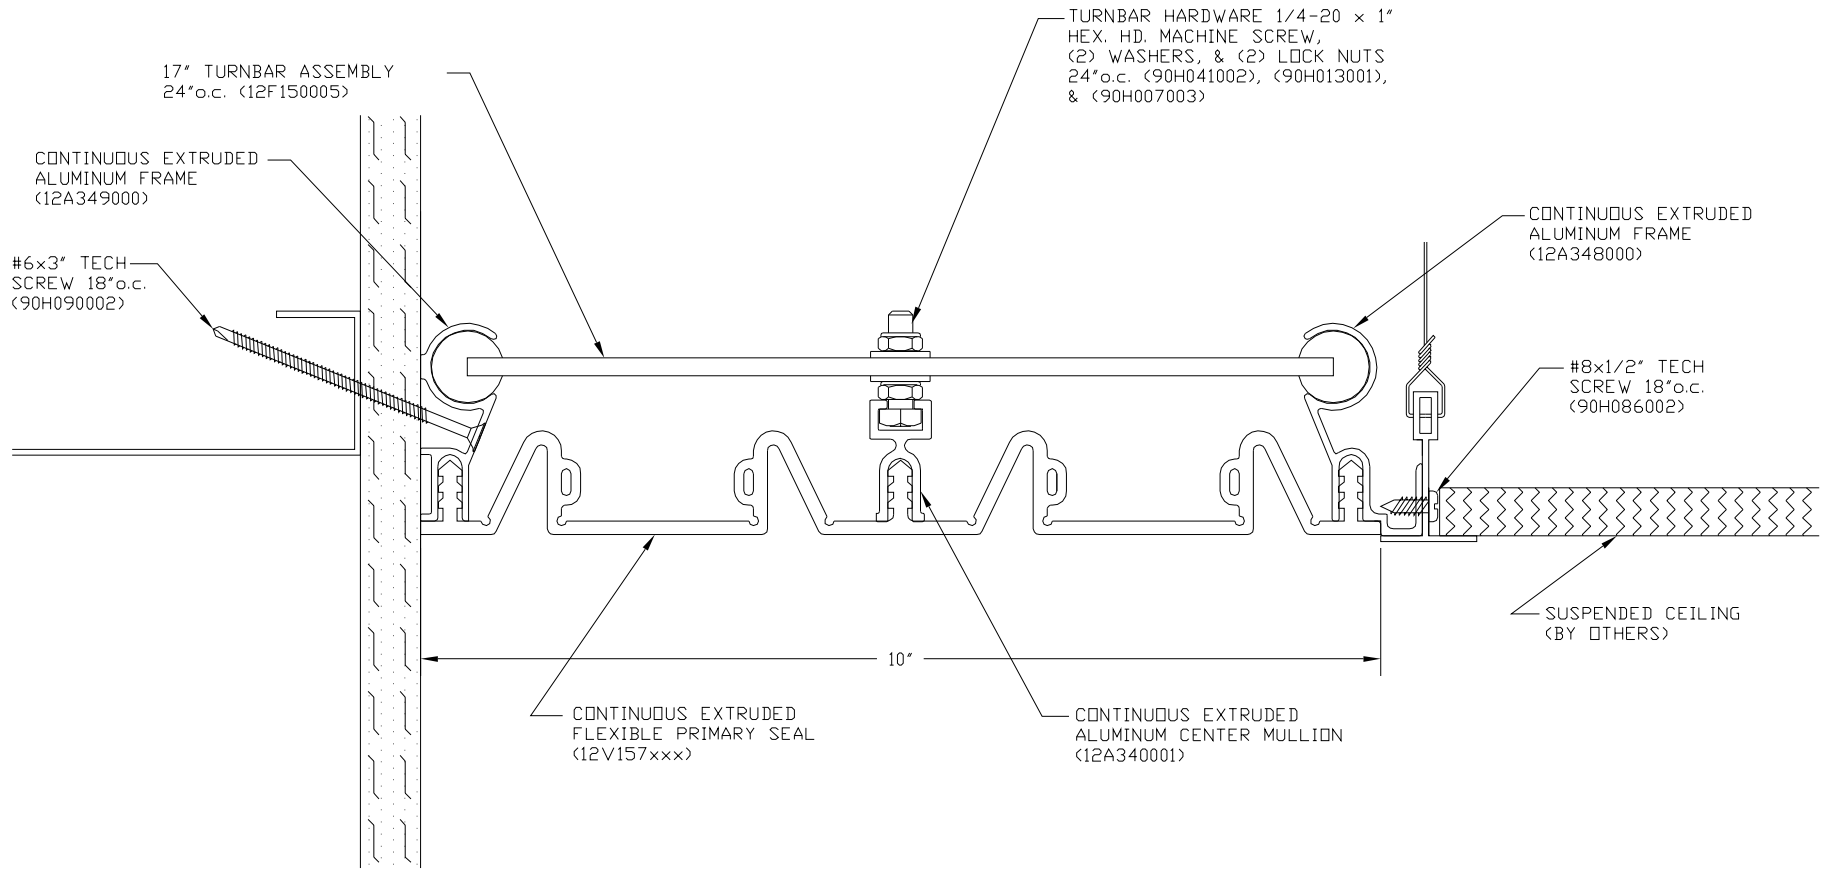 TURNBAR HARDWARE 1/4-20 x 1"
HEX. HD. MACHINE SCREW,
(2) WASHERS, & (2) LOCK NUTS
24"o.c. (90H041002), (90H013001),
& (90H007003)
17" TURNBAR ASSEMBLY
24"o.c. (12F150005)
CONTINUOUS EXTRUDED
ALUMINUM FRAME
(12A349000)
CONTINUOUS EXTRUDED
ALUMINUM FRAME
(12A348000)
#6x3" TECH
SCREW 18"o.c.
(90H090002)
#8x1/2" TECH
SCREW 18"o.c.
(90H086002)
SUSPENDED CEILING
(BY OTHERS)
10"
CONTINUOUS EXTRUDED
FLEXIBLE PRIMARY SEAL
(12V157xxx)
CONTINUOUS EXTRUDED
ALUMINUM CENTER MULLION
(12A340001)